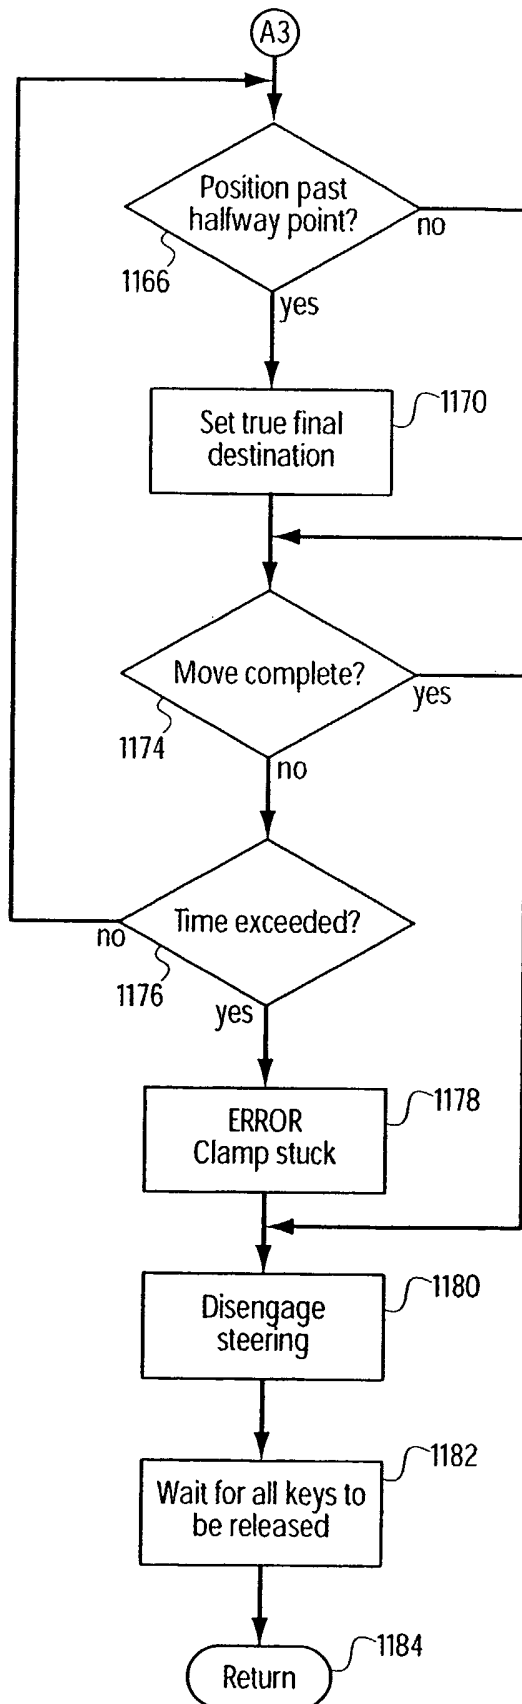 A3
Position past
halfway point?
no
1166
yes
1170
Set true final
destination
Move complete?
yes
1174
no
Time exceeded?
no
1176
yes
1178
ERROR
Clamp stuck
1180
Disengage
steering
1182
Wait for all keys to
be released
1184
Return